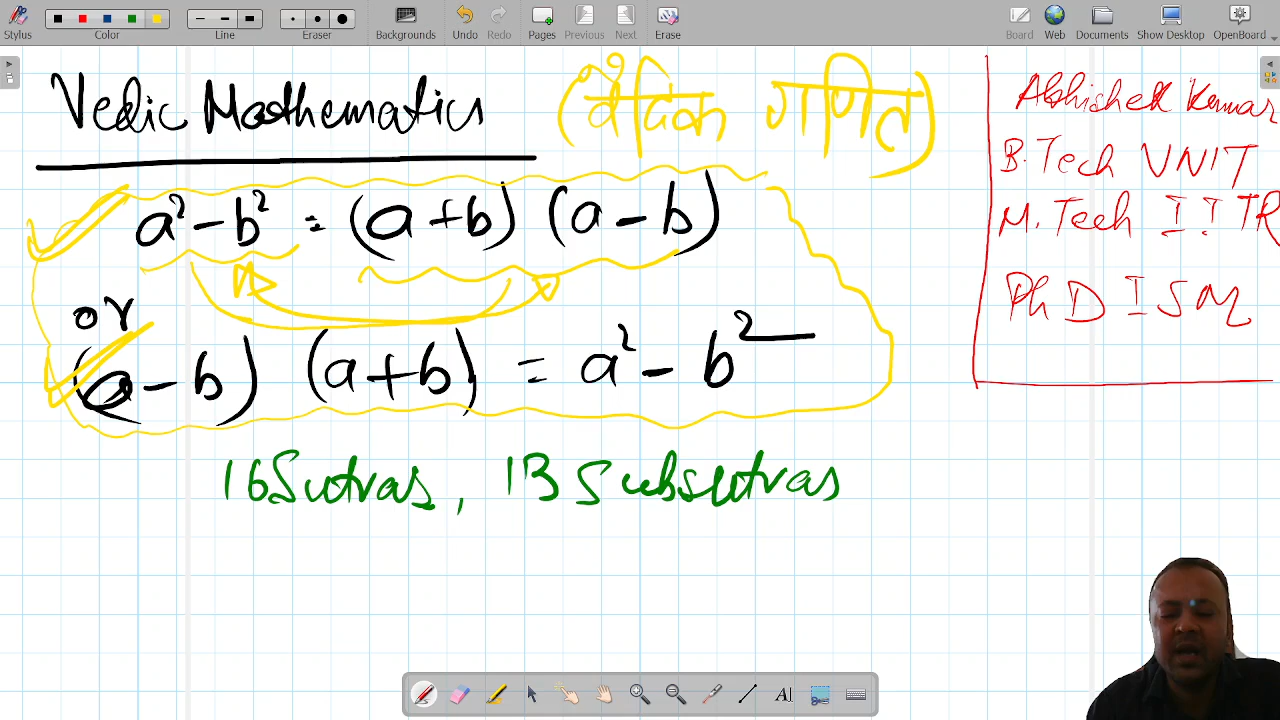 Stylus Color Line Eraser Backgrounds Undo Redo Pages Previous Next Erase Board Web Documents Show Desktop OpenBoard
Vedic Mathematics (वैदिक गणित)
a² - b² = (a + b) (a - b)
or
(a - b) (a + b) = a² - b²
16 Sutras, 13 Subsutras
Abhishek Kumar
B.Tech VNIT
M.Tech IITR
PhD ISM